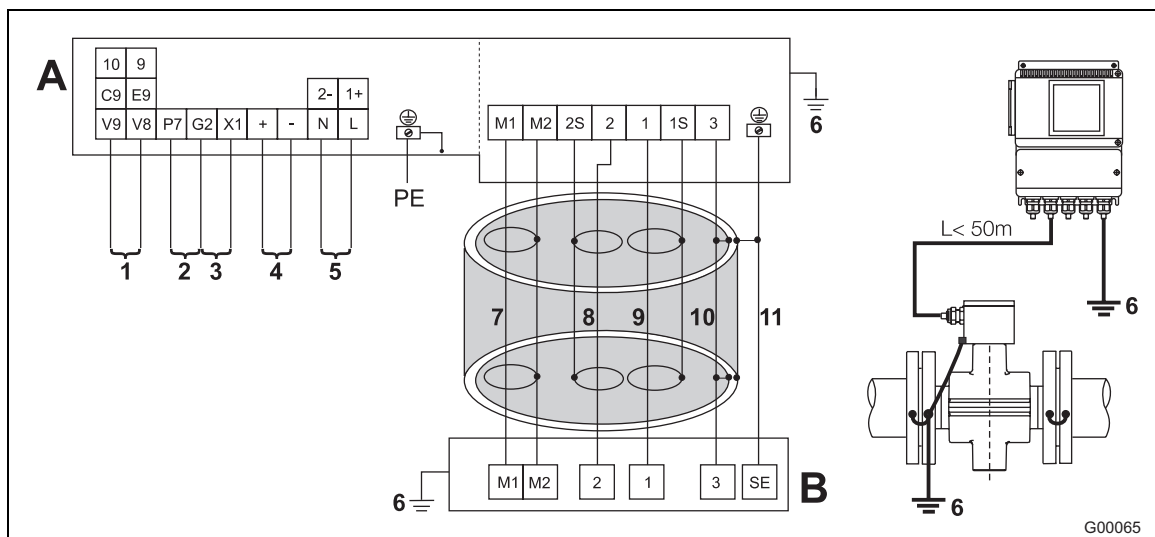 A
10 9
C9 E9 2- 1+
V9 V8 P7 G2 X1 + - N L
M1 M2 2S 2 1 1S 3
6
PE
1 2 3 4 5
L< 50m
6
7 8 9 10 11
6
M1 M2 2 1 3 SE
B
6
G00065